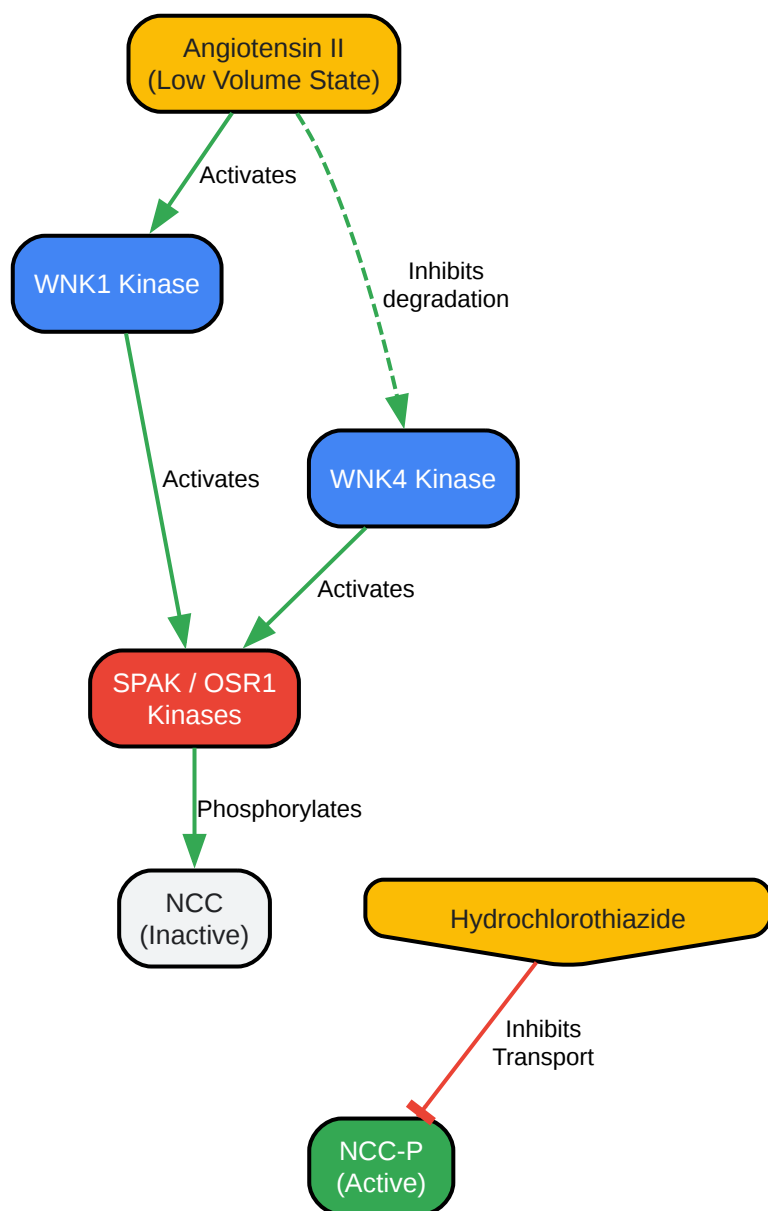 Angiotensin II
(Low Volume State)
Activates
WNK1 Kinase
Inhibits
degradation
Activates
WNK4 Kinase
Activates
SPAK / OSR1
Kinases
Phosphorylates
NCC
(Inactive)
Hydrochlorothiazide
Inhibits
Transport
NCC-P
(Active)